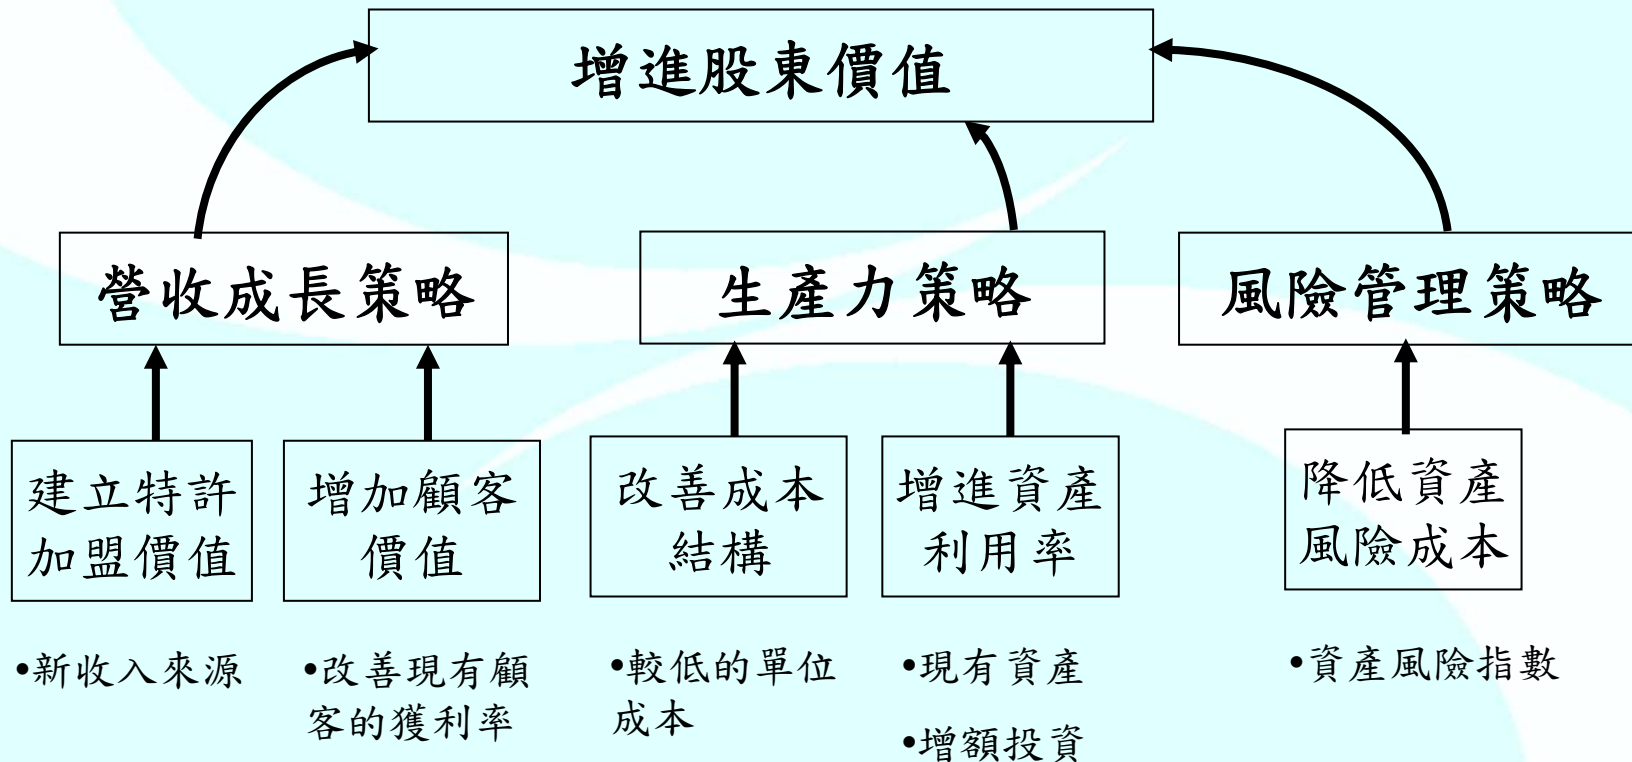 增進股東價值
營收成長策略
生產力策略
風險管理策略
建立特許
加盟價值
增加顧客
價值
改善成本
結構
增進資產
利用率
降低資產
風險成本
•新收入來源
•改善現有顧
客的獲利率
•較低的單位
成本
•現有資產
•增額投資
•資產風險指數